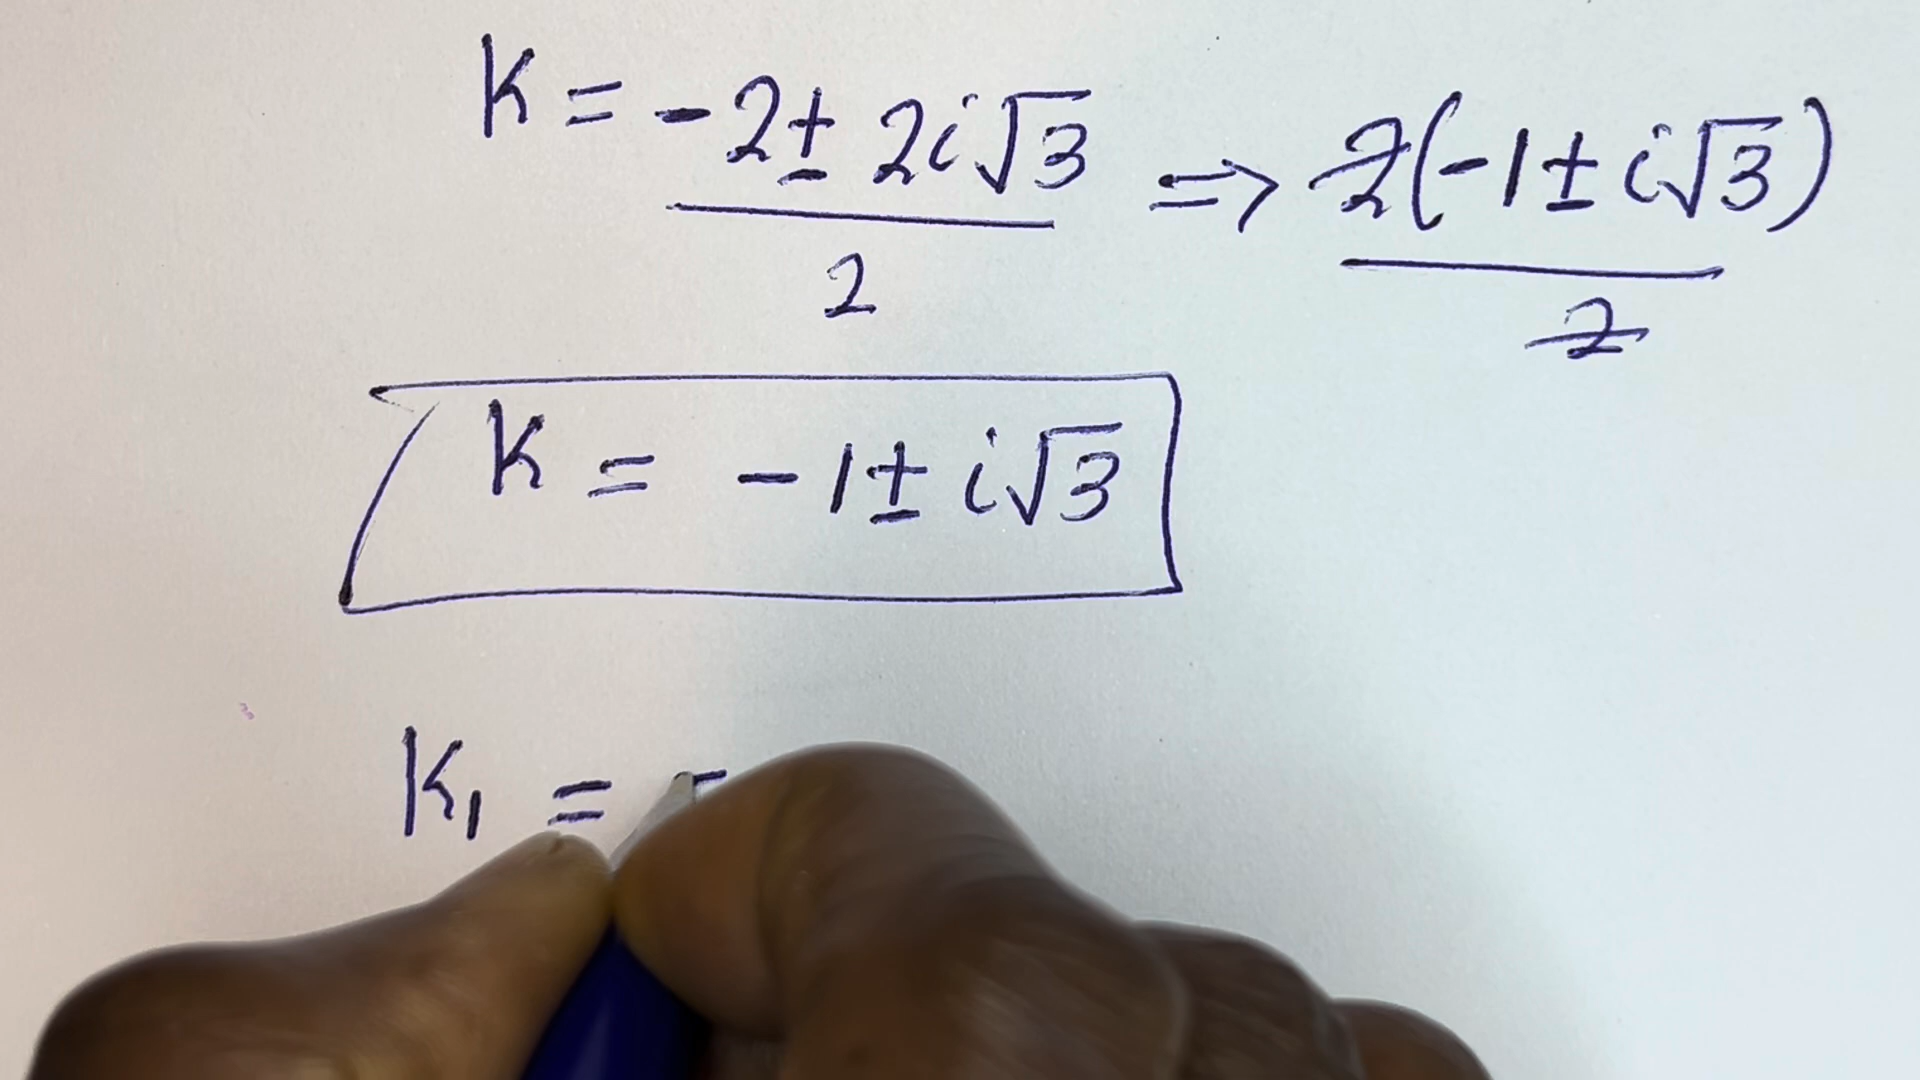 K = -2 ± 2i√3 / 2 => 2(-1 ± i√3) / 2
K = -1 ± i√3
K₁ = -